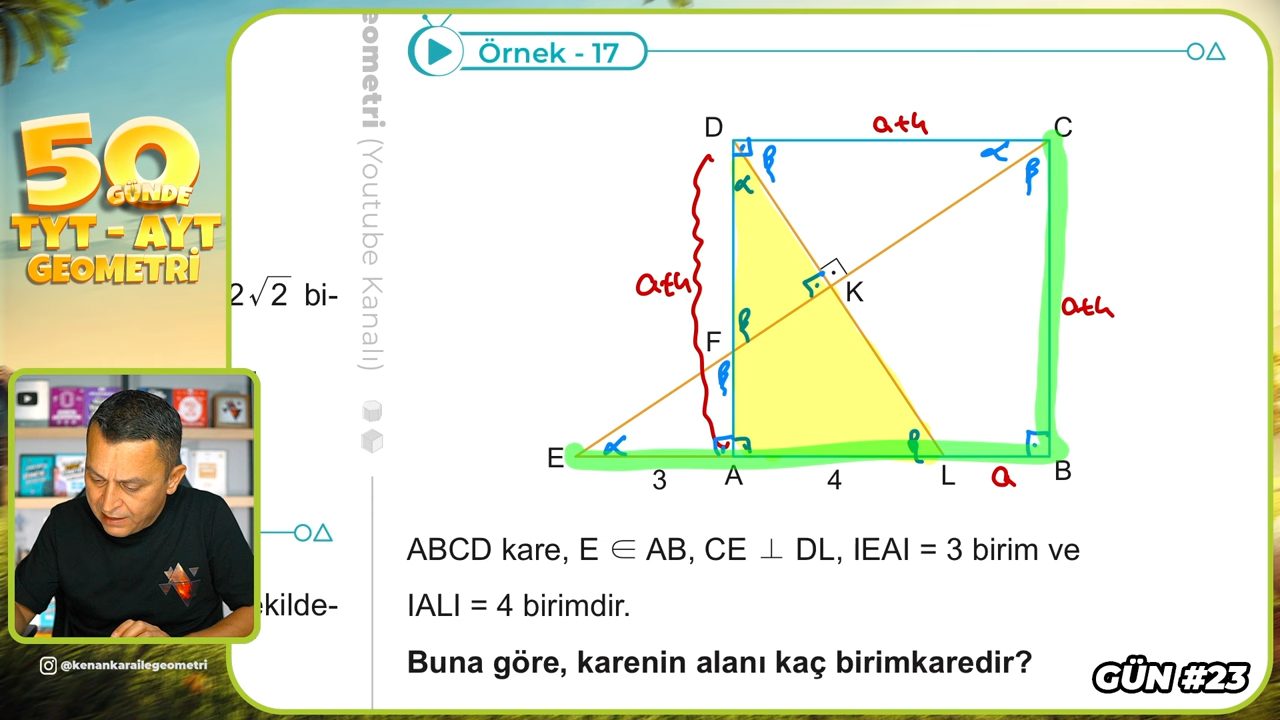 50
GÜNDE
TYT - AYT
GEOMETRİ
2√2 bi-
ekilde-
@kenankarailegeometri
eometri (Youtube Kanalı)
Örnek - 17
D
a+4
C
β
α
β
α
a+4
K
a+4
β
F
β
E
α
β
3
A
4
L
a
B
ABCD kare, E ∈ AB, CE ⊥ DL, IEAI = 3 birim ve
IALI = 4 birimdir.
Buna göre, karenin alanı kaç birimkaredir?
GÜN #23